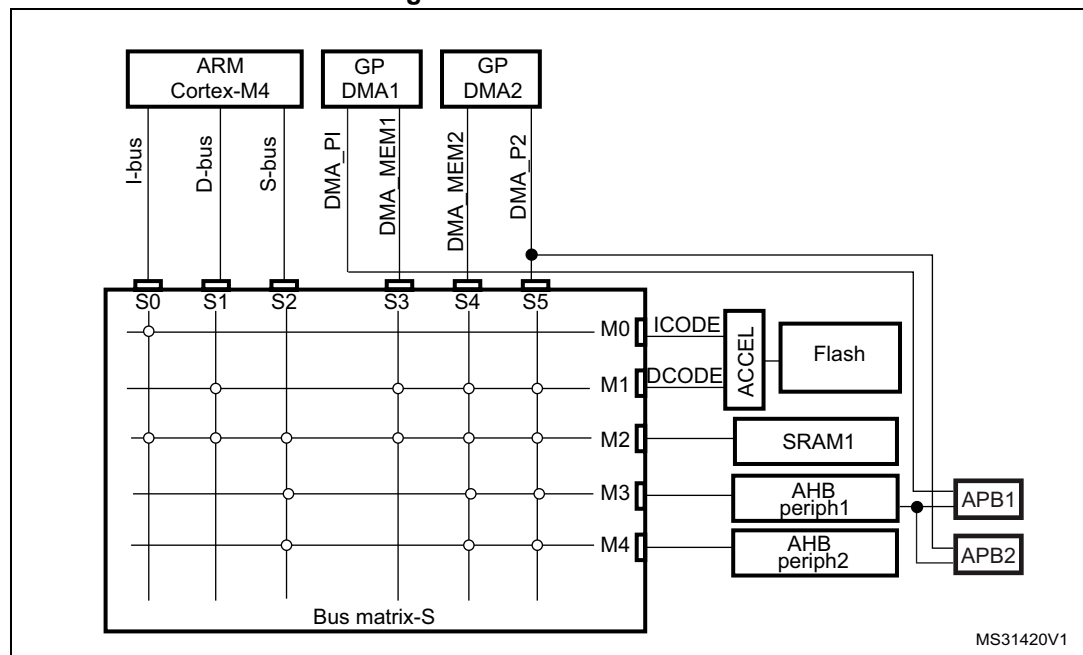 ARM
Cortex-M4
GP
DMA1
GP
DMA2
I-bus
D-bus
S-bus
DMA_PI
DMA_MEM1
DMA_MEM2
DMA_P2
S0 S1 S2 S3 S4 S5
M0 ICODE
M1 DCODE
ACCEL
Flash
M2 SRAM1
M3 AHB
periph1
APB1
M4 AHB
periph2
APB2
Bus matrix-S
MS31420V1